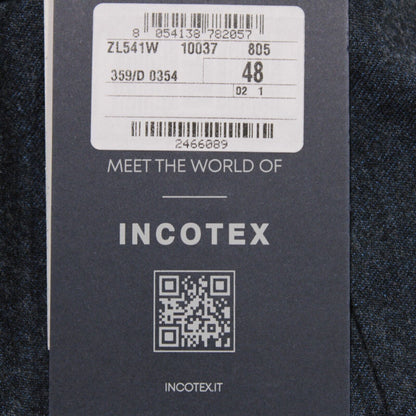 8 054138 782057
ZL541W 10037 805
359/D 0354 48
02 1
2466089
MEET THE WORLD OF
INCOTEX
INCOTEX.IT